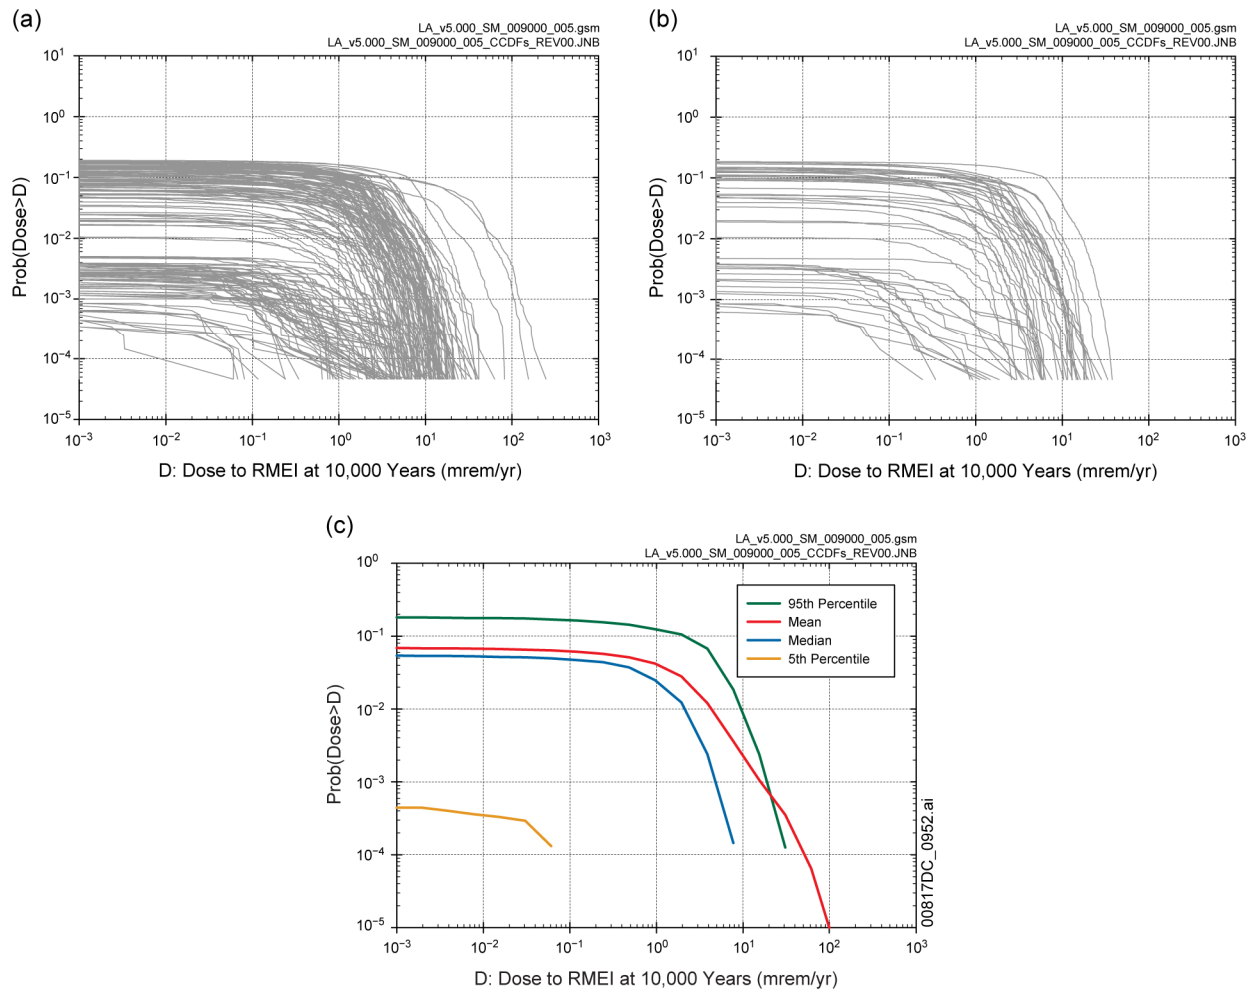 (a)
LA_v5.000_SM_009000_005.gsm
LA_v5.000_SM_009000_005_CCDFs_REV00.JNB
10¹
10⁰
10⁻¹
10⁻²
10⁻³
10⁻⁴
10⁻⁵
Prob(Dose>D)
10⁻³ 10⁻² 10⁻¹ 10⁰ 10¹ 10² 10³
D: Dose to RMEI at 10,000 Years (mrem/yr)
(b)
LA_v5.000_SM_009000_005.gsm
LA_v5.000_SM_009000_005_CCDFs_REV00.JNB
10¹
10⁰
10⁻¹
10⁻²
10⁻³
10⁻⁴
10⁻⁵
Prob(Dose>D)
10⁻³ 10⁻² 10⁻¹ 10⁰ 10¹ 10² 10³
D: Dose to RMEI at 10,000 Years (mrem/yr)
(c)
LA_v5.000_SM_009000_005.gsm
LA_v5.000_SM_009000_005_CCDFs_REV00.JNB
10⁰
10⁻¹
10⁻²
10⁻³
10⁻⁴
10⁻⁵
Prob(Dose>D)
95th Percentile
Mean
Median
5th Percentile
10⁻³ 10⁻² 10⁻¹ 10⁰ 10¹ 10² 10³
D: Dose to RMEI at 10,000 Years (mrem/yr)
00817DC_0952.ai